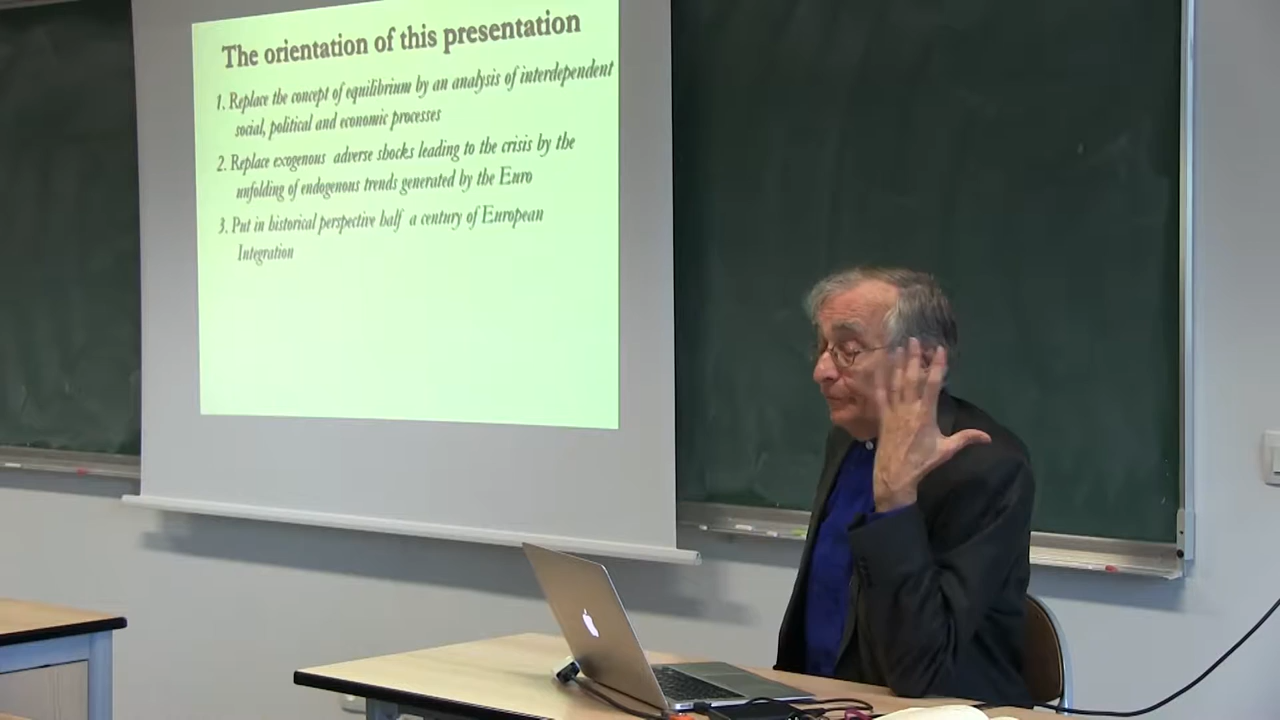 The orientation of this presentation
1. Replace the concept of equilibrium by an analysis of interdependent
social, political and economic processes
2. Replace exogenous adverse shocks leading to the crisis by the
unfolding of endogenous trends generated by the Euro
3. Put in historical perspective half a century of European
Integration